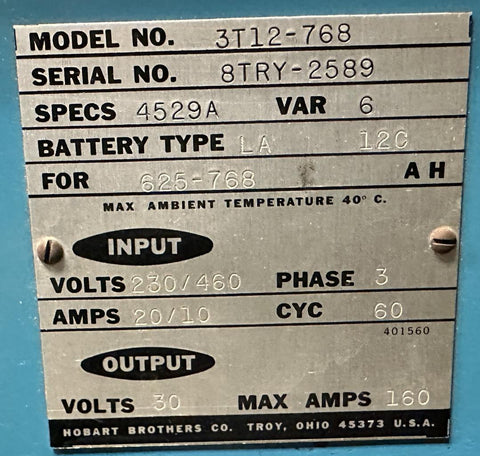 MODEL NO. 3T12-768
SERIAL NO. 8TRY-2589
SPECS 4529A VAR 6
BATTERY TYPE LA 12C
FOR 625-768 AH
MAX AMBIENT TEMPERATURE 40° C.
INPUT
VOLTS 230/460 PHASE 3
AMPS 20/10 CYC 60
401560
OUTPUT
VOLTS 30 MAX AMPS 160
HOBART BROTHERS CO. TROY, OHIO 45373 U.S.A.